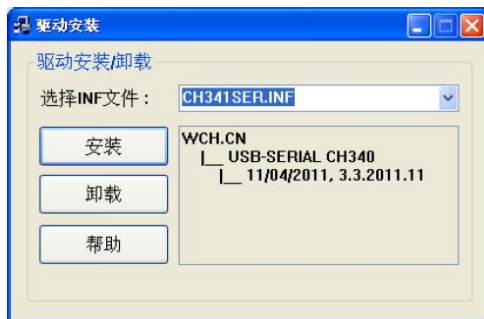 驱动安装
驱动安装/卸载
选择INF文件：
CH341SER.INF
安装
WCH.CN
|__ USB-SERIAL CH340
|__ 11/04/2011, 3.3.2011.11
卸载
帮助